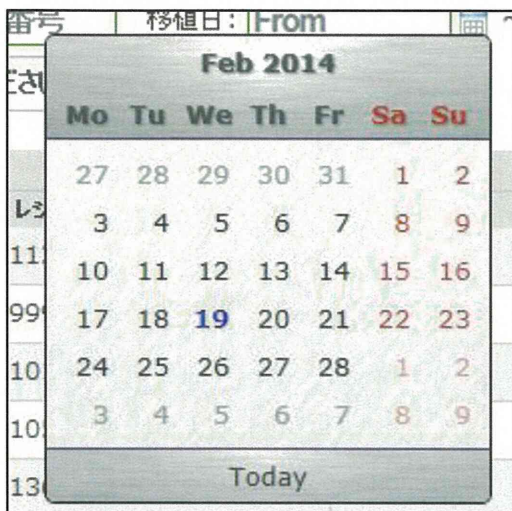 番号 移植日: From
Feb 2014
Mo Tu We Th Fr Sa Su
27 28 29 30 31 1 2
3 4 5 6 7 8 9
10 11 12 13 14 15 16
17 18 19 20 21 22 23
24 25 26 27 28 1 2
3 4 5 6 7 8 9
Today